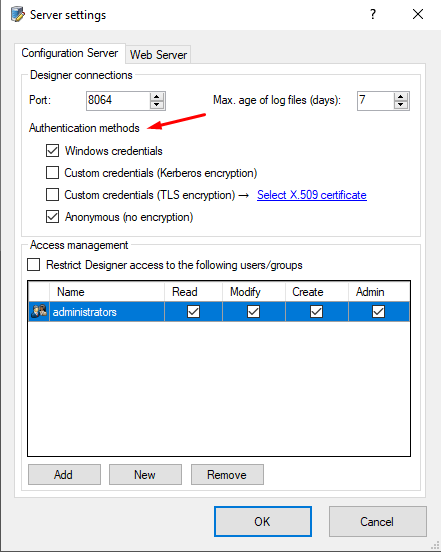 Server settings
?
Configuration Server Web Server
Designer connections
Port: 8064 Max. age of log files (days): 7
Authentication methods
Windows credentials
Custom credentials (Kerberos encryption)
Custom credentials (TLS encryption) → Select X.509 certificate
Anonymous (no encryption)
Access management
Restrict Designer access to the following users/groups
Name Read Modify Create Admin
administrators
Add New Remove
OK Cancel